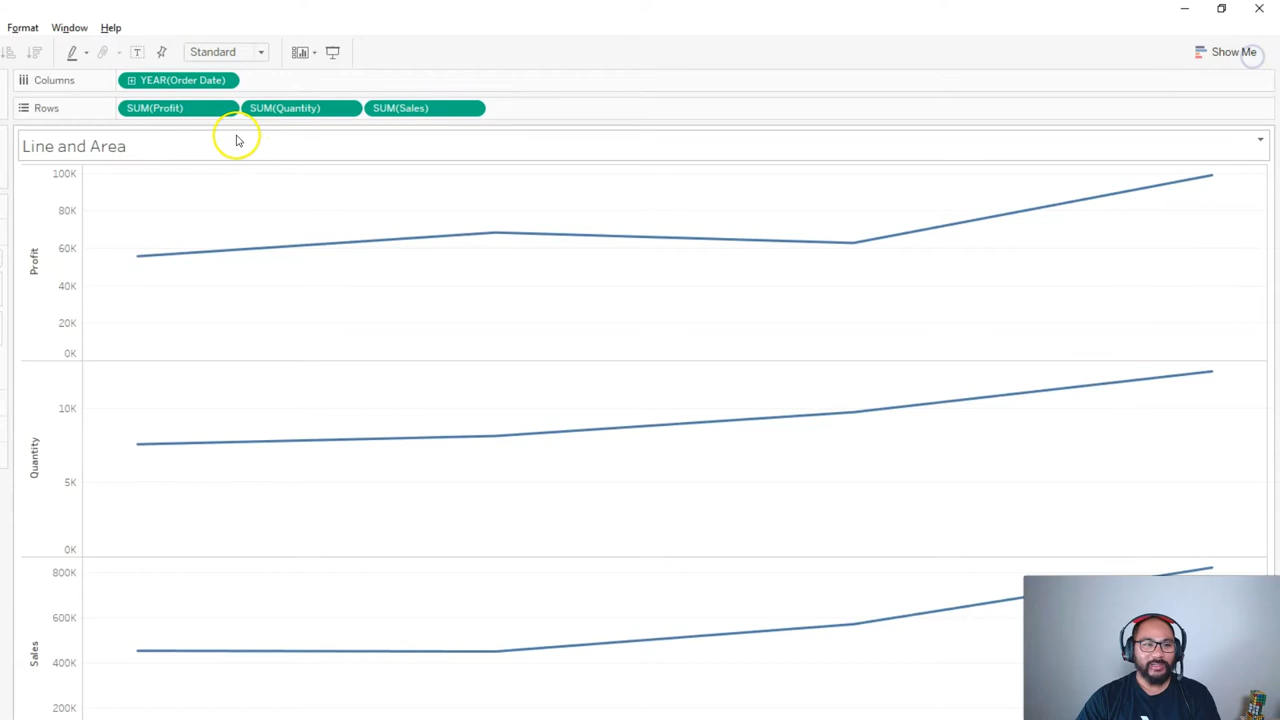 Format Window Help
Standard Show Me
Columns YEAR(Order Date)
Rows SUM(Profit) SUM(Quantity) SUM(Sales)
Line and Area
100K
80K
60K
40K
20K
0K
Profit
10K
5K
0K
Quantity
800K
600K
400K
200K
Sales